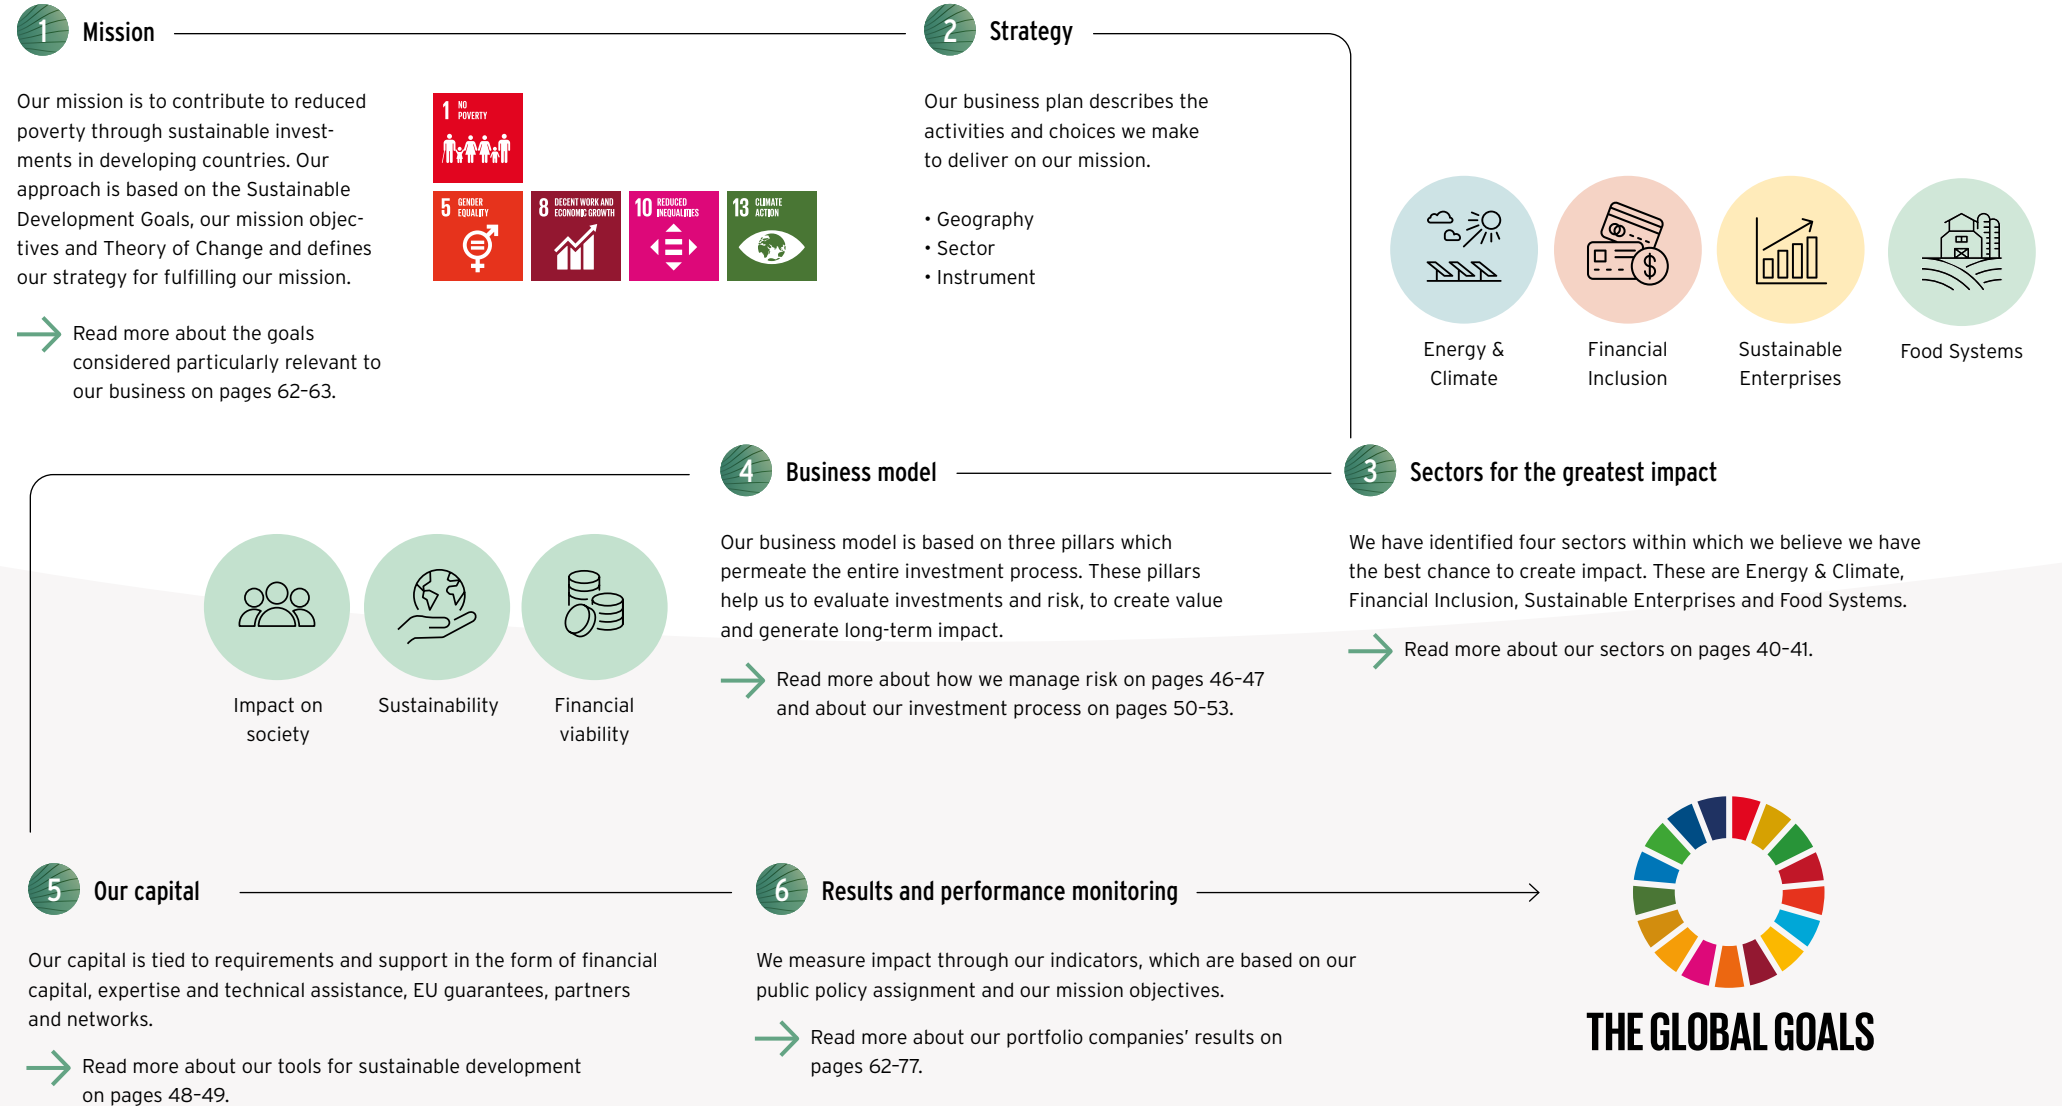 1 Mission
Our mission is to contribute to reduced
poverty through sustainable invest-
ments in developing countries. Our
approach is based on the Sustainable
Development Goals, our mission objec-
tives and Theory of Change and defines
our strategy for fulfilling our mission.
Read more about the goals
considered particularly relevant to
our business on pages 62–63.
1 NO
POVERTY
5 GENDER
EQUALITY
8 DECENT WORK AND
ECONOMIC GROWTH
10 REDUCED
INEQUALITIES
13 CLIMATE
ACTION
2 Strategy
Our business plan describes the
activities and choices we make
to deliver on our mission.
• Geography
• Sector
• Instrument
Energy &
Climate
Financial
Inclusion
Sustainable
Enterprises
Food Systems
3 Sectors for the greatest impact
We have identified four sectors within which we believe we have
the best chance to create impact. These are Energy & Climate,
Financial Inclusion, Sustainable Enterprises and Food Systems.
Read more about our sectors on pages 40–41.
4 Business model
Our business model is based on three pillars which
permeate the entire investment process. These pillars
help us to evaluate investments and risk, to create value
and generate long-term impact.
Read more about how we manage risk on pages 46–47
and about our investment process on pages 50–53.
Impact on
society
Sustainability
Financial
viability
5 Our capital
Our capital is tied to requirements and support in the form of financial
capital, expertise and technical assistance, EU guarantees, partners
and networks.
Read more about our tools for sustainable development
on pages 48–49.
6 Results and performance monitoring
We measure impact through our indicators, which are based on our
public policy assignment and our mission objectives.
Read more about our portfolio companies’ results on
pages 62–77.
THE GLOBAL GOALS